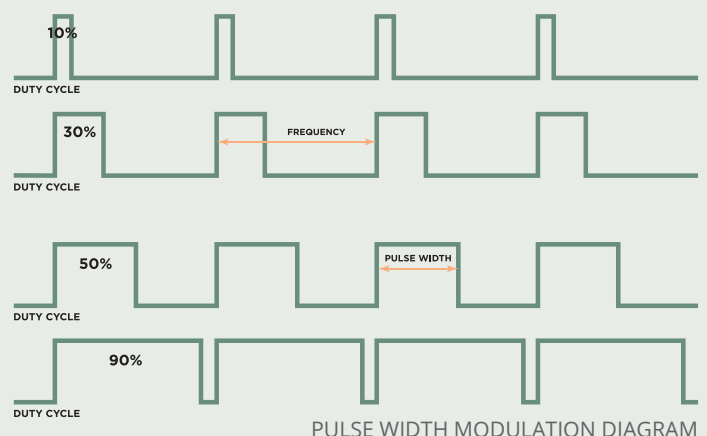 10%
DUTY CYCLE
30%
FREQUENCY
DUTY CYCLE
50%
PULSE WIDTH
DUTY CYCLE
90%
DUTY CYCLE
PULSE WIDTH MODULATION DIAGRAM